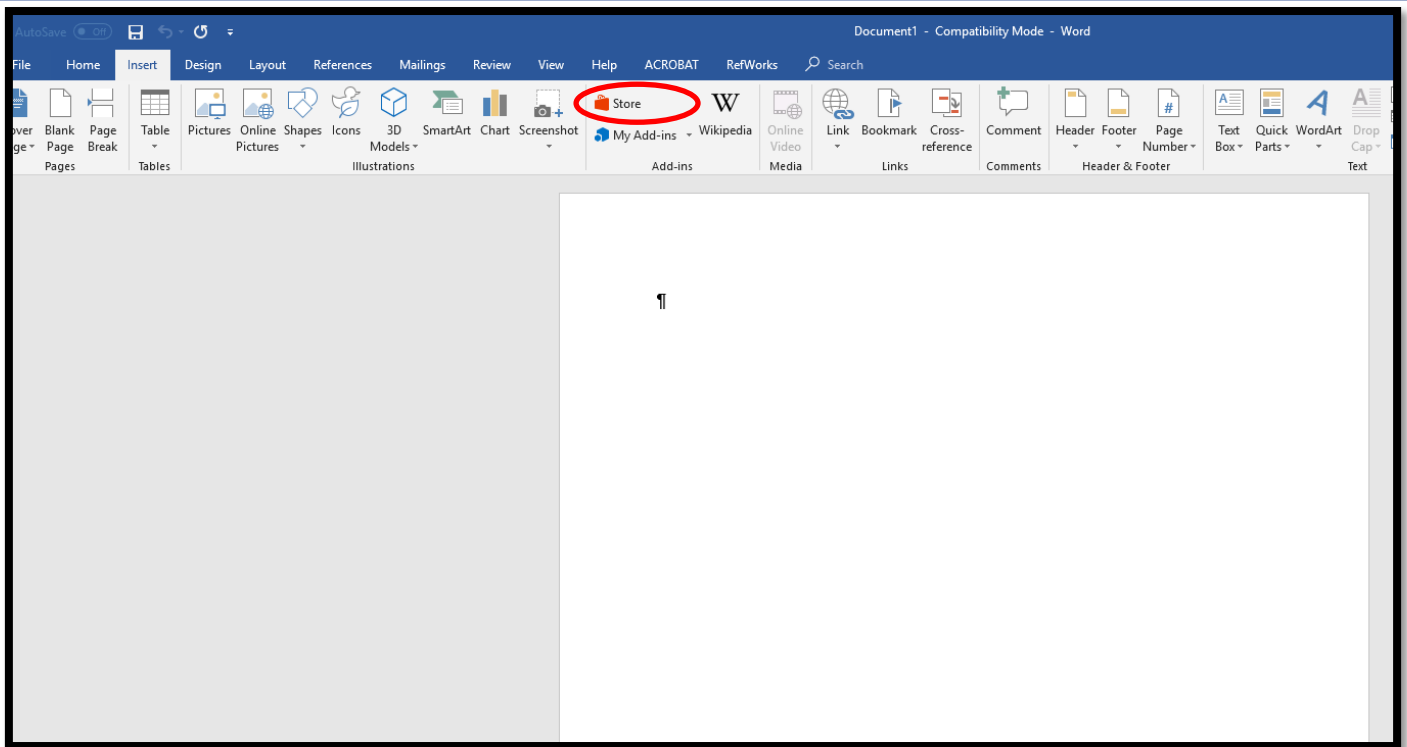 AutoSave Off Document1 - Compatibility Mode - Word
File Home Insert Design Layout References Mailings Review View Help ACROBAT RefWorks Search
Store
over Blank Page Table Pictures Online Shapes Icons 3D SmartArt Chart Screenshot My Add-ins Wikipedia Online Link Bookmark Cross- Comment Header Footer Page # Text Quick WordArt Drop
ge Page Break Pictures Models Video reference Number Box Parts Cap
Pages Tables Illustrations Add-ins Media Links Comments Header & Footer Text
¶